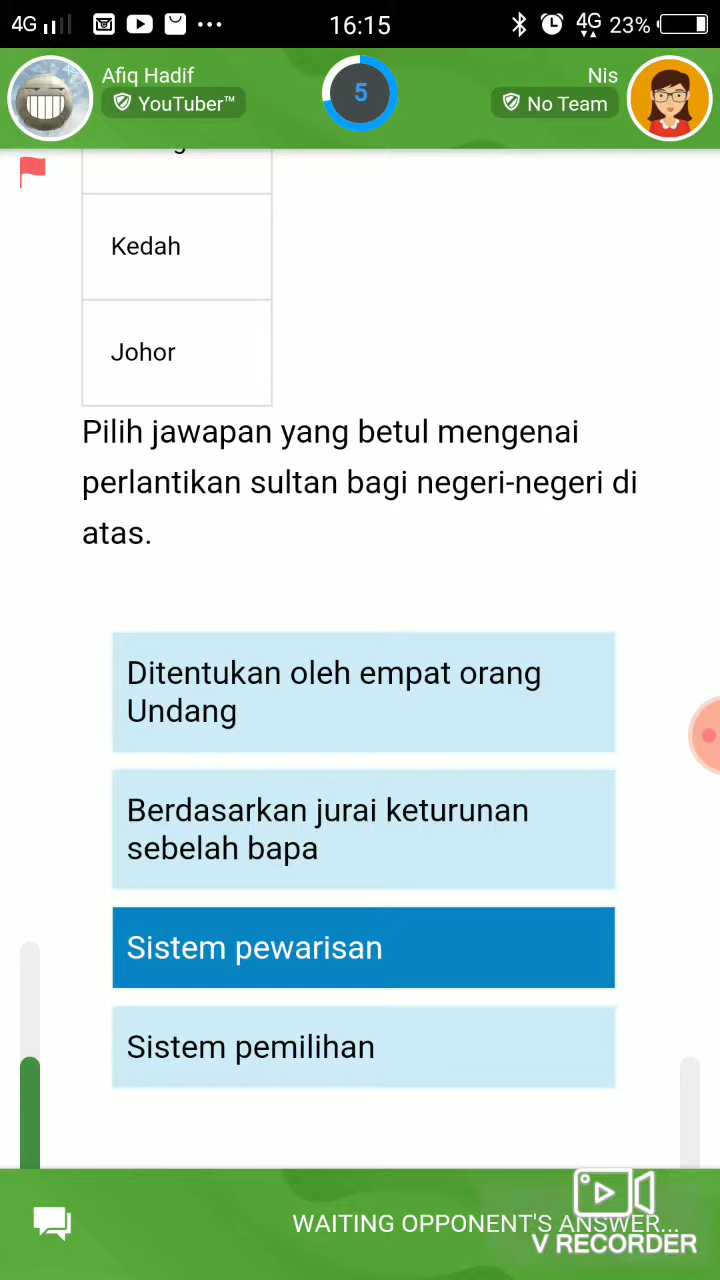 4G 16:15 4G 23%
Afiq Hadif
YouTuber™
5
Nis
No Team
Kedah
Johor
Pilih jawapan yang betul mengenai
perlantikan sultan bagi negeri-negeri di
atas.
Ditentukan oleh empat orang
Undang
Berdasarkan jurai keturunan
sebelah bapa
Sistem pewarisan
Sistem pemilihan
WAITING OPPONENT'S ANSWER...
V RECORDER